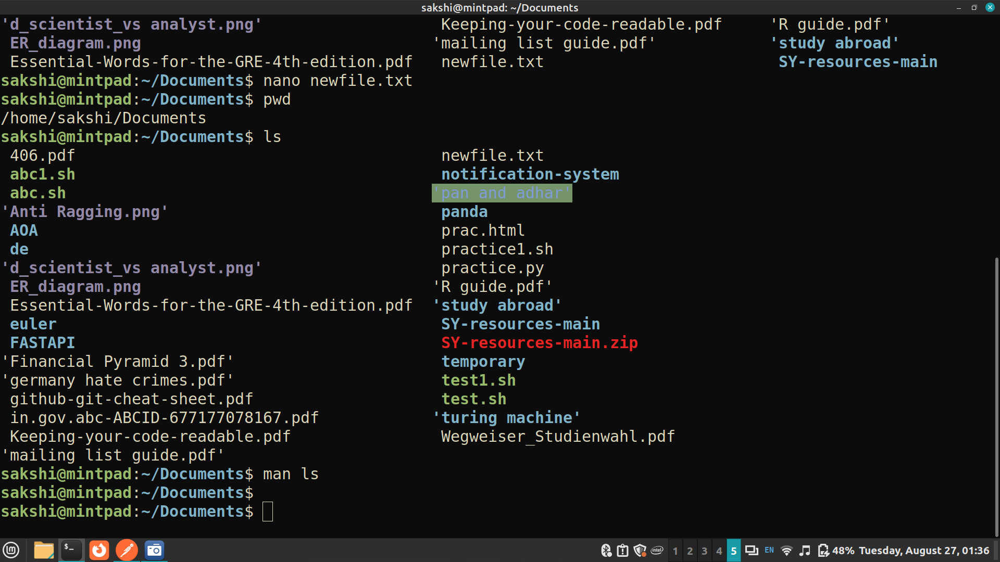 sakshi@mintpad: ~/Documents
'd_scientist_vs analyst.png' Keeping-your-code-readable.pdf 'R guide.pdf'
ER_diagram.png 'mailing list guide.pdf' 'study abroad'
Essential-Words-for-the-GRE-4th-edition.pdf newfile.txt SY-resources-main
sakshi@mintpad:~/Documents$ nano newfile.txt
sakshi@mintpad:~/Documents$ pwd
/home/sakshi/Documents
sakshi@mintpad:~/Documents$ ls
406.pdf newfile.txt
abc1.sh notification-system
abc.sh 'pan and adhar'
'Anti Ragging.png' panda
AOA prac.html
de practice1.sh
'd_scientist_vs analyst.png' practice.py
ER_diagram.png 'R guide.pdf'
Essential-Words-for-the-GRE-4th-edition.pdf 'study abroad'
euler SY-resources-main
FASTAPI SY-resources-main.zip
'Financial Pyramid 3.pdf' temporary
'germany hate crimes.pdf' test1.sh
github-git-cheat-sheet.pdf test.sh
in.gov.abc-ABCID-677177078167.pdf 'turing machine'
Keeping-your-code-readable.pdf Wegweiser_Studienwahl.pdf
'mailing list guide.pdf'
sakshi@mintpad:~/Documents$ man ls
sakshi@mintpad:~/Documents$
sakshi@mintpad:~/Documents$
$_ intel 1 2 3 4 5 EN 48% Tuesday, August 27, 01:36